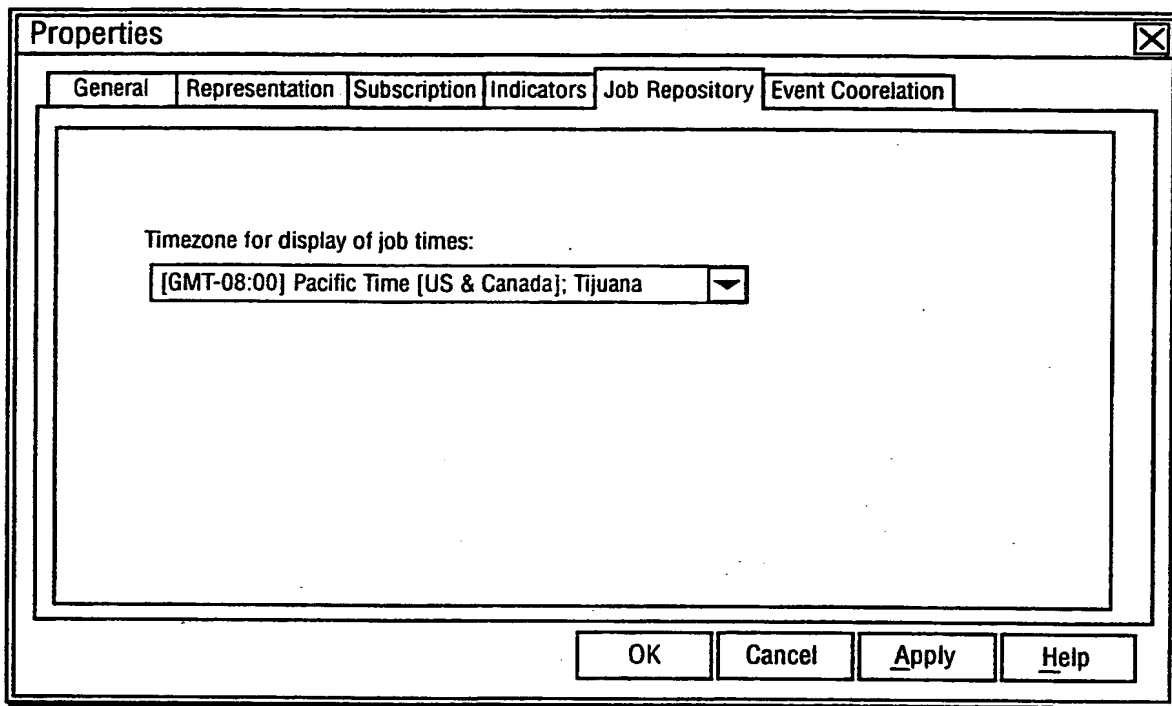 Properties
General Representation Subscription Indicators Job Repository Event Coorelation
Timezone for display of job times:
[GMT-08:00] Pacific Time [US & Canada]; Tijuana
OK Cancel Apply Help